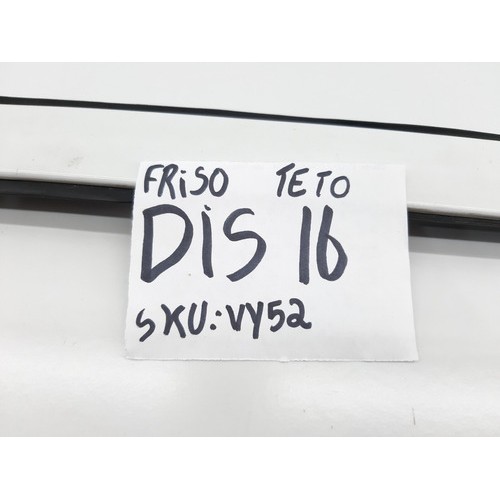 FRiSO TETO
DiS 16
SKU:VY52